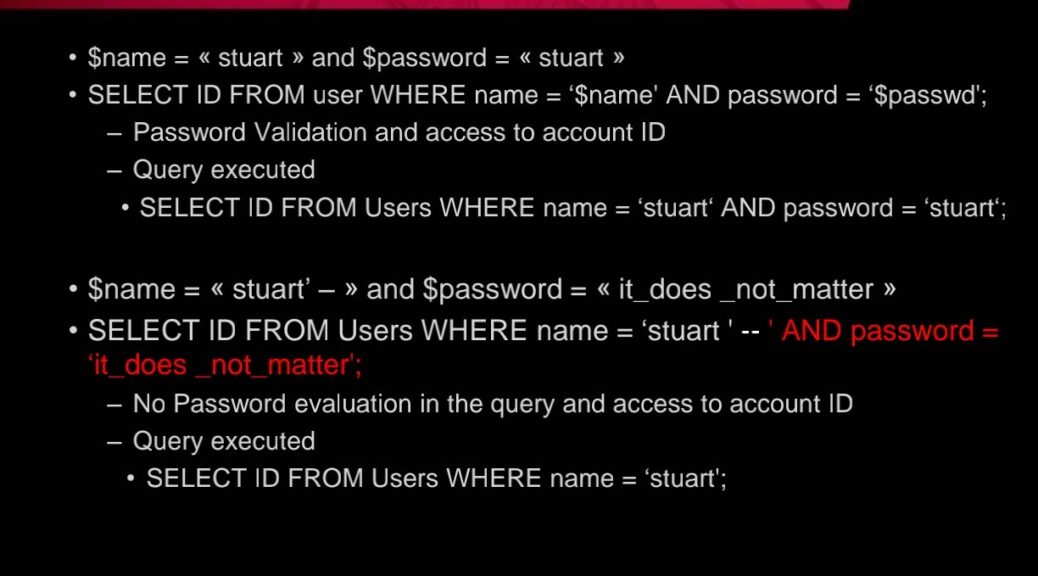 • $name = « stuart » and $password = « stuart »
• SELECT ID FROM user WHERE name = ‘$name' AND password = ‘$passwd';
– Password Validation and access to account ID
– Query executed
• SELECT ID FROM Users WHERE name = ‘stuart‘ AND password = ‘stuart‘;
• $name = « stuart’ – » and $password = « it_does _not_matter »
• SELECT ID FROM Users WHERE name = ‘stuart ' -- ' AND password =
‘it_does _not_matter';
– No Password evaluation in the query and access to account ID
– Query executed
• SELECT ID FROM Users WHERE name = ‘stuart';